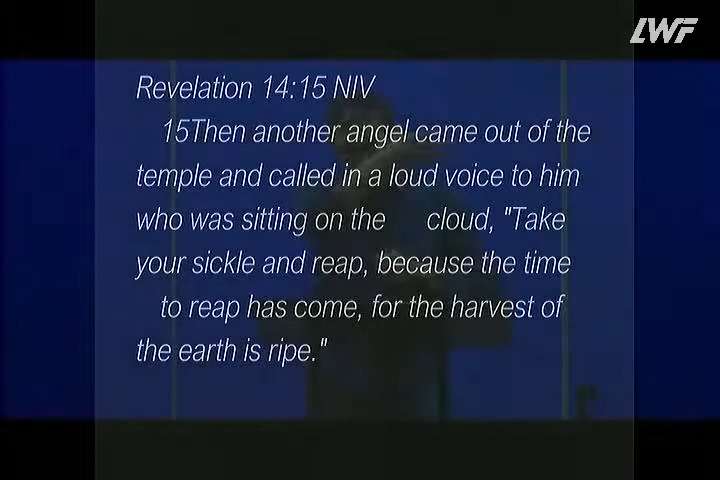 LWF
Revelation 14:15 NIV
15Then another angel came out of the
temple and called in a loud voice to him
who was sitting on the cloud, "Take
your sickle and reap, because the time
to reap has come, for the harvest of
the earth is ripe."